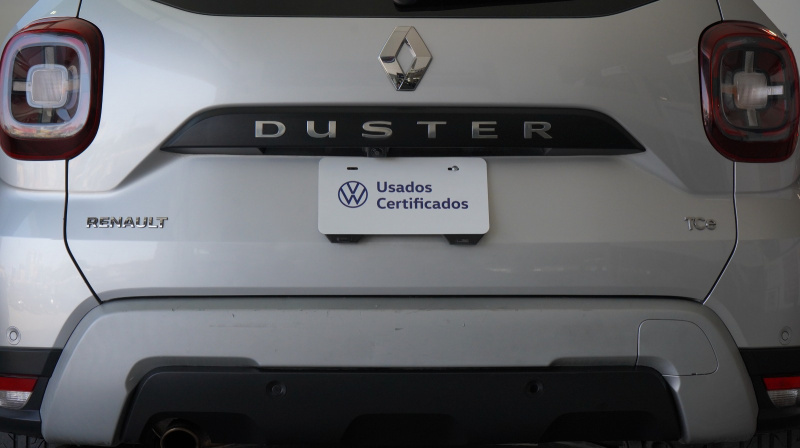 DUSTER
Usados
Certificados
RENAULT
TCe